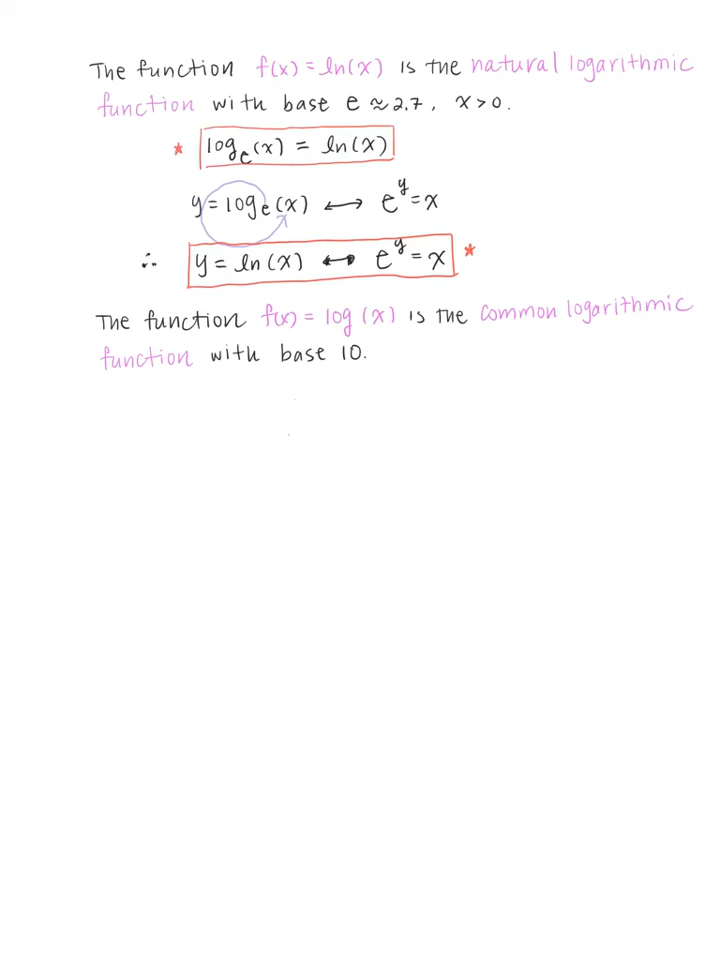 The function f(x) = ln(x) is the natural logarithmic
function with base e ≈ 2.7, x > 0.
* log_e(x) = ln(x)
y = log_e(x) ⟷ e^y = x
∴ y = ln(x) ⟷ e^y = x *
The function f(x) = log(x) is the common logarithmic
function with base 10.